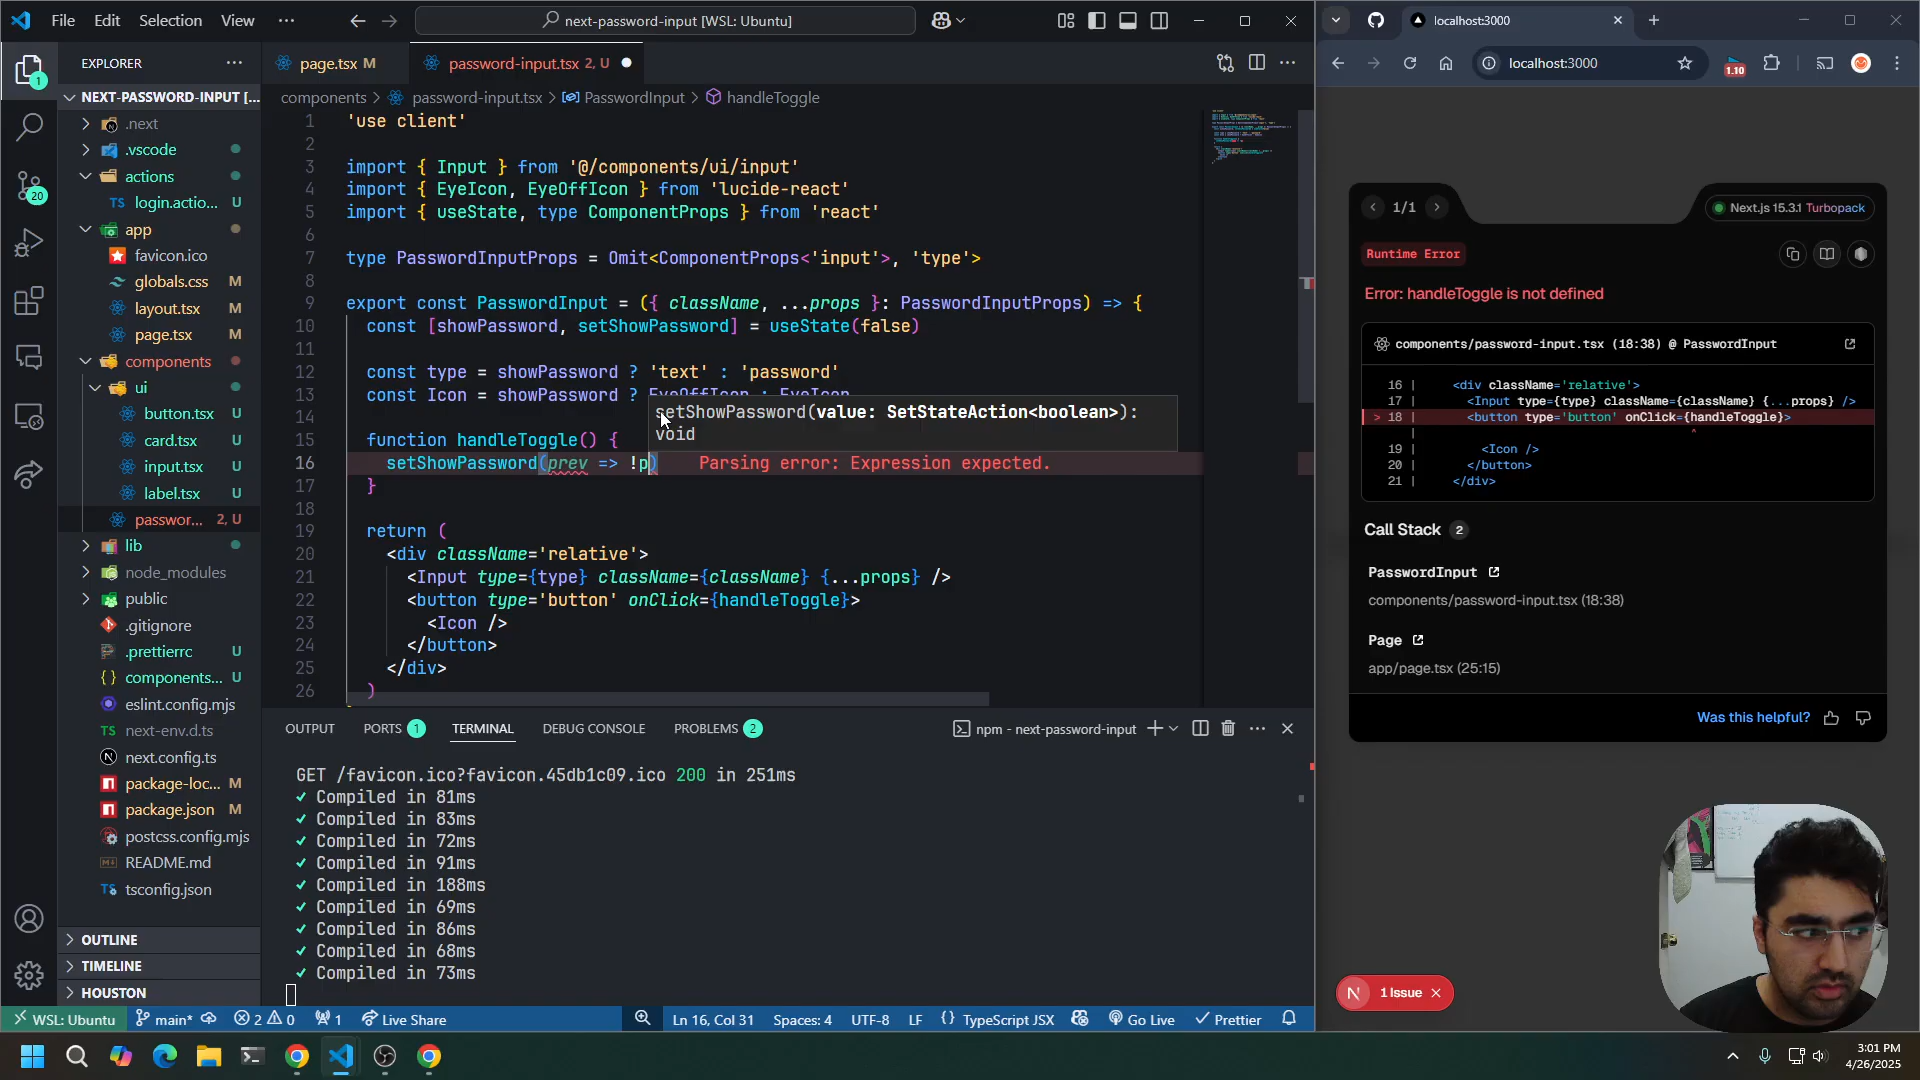 File Edit Selection View ···
next-password-input [WSL: Ubuntu]
EXPLORER ···
NEXT-PASSWORD-INPUT [...
.next
.vscode
actions
TS login.actio... U
app
favicon.ico
globals.css M
layout.tsx M
page.tsx M
components
ui
button.tsx U
card.tsx U
input.tsx U
label.tsx U
passwor... 2, U
lib
node_modules
public
.gitignore
.prettierrc U
{} components... U
eslint.config.mjs
TS next-env.d.ts
next.config.ts
package-loc... M
package.json M
postcss.config.mjs
README.md
tsconfig.json
OUTLINE
TIMELINE
HOUSTON
1
20
page.tsx M
password-input.tsx 2, U
components > password-input.tsx > PasswordInput > handleToggle
1 'use client'
2
3 import { Input } from '@/components/ui/input'
4 import { EyeIcon, EyeOffIcon } from 'lucide-react'
5 import { useState, type ComponentProps } from 'react'
6
7 type PasswordInputProps = Omit<ComponentProps<'input'>, 'type'>
8
9 export const PasswordInput = ({ className, ...props }: PasswordInputProps) => {
10 const [showPassword, setShowPassword] = useState(false)
11
12 const type = showPassword ? 'text' : 'password'
13 const Icon = showPassword ? EyeOffIcon : EyeIcon
setShowPassword(value: SetStateAction<boolean>):
void
14
15 function handleToggle() {
16 setShowPassword(prev => !p) Parsing error: Expression expected.
17 }
18
19 return (
20 <div className='relative'>
21 <Input type={type} className={className} {...props} />
22 <button type='button' onClick={handleToggle}>
23 <Icon />
24 </button>
25 </div>
26 )
OUTPUT PORTS 1 TERMINAL DEBUG CONSOLE PROBLEMS 2
npm - next-password-input
GET /favicon.ico?favicon.45db1c09.ico 200 in 251ms
✓ Compiled in 81ms
✓ Compiled in 83ms
✓ Compiled in 72ms
✓ Compiled in 91ms
✓ Compiled in 188ms
✓ Compiled in 69ms
✓ Compiled in 86ms
✓ Compiled in 68ms
✓ Compiled in 73ms
WSL: Ubuntu main* 2 0 1 Live Share
Ln 16, Col 31 Spaces: 4 UTF-8 LF {} TypeScript JSX Go Live Prettier
localhost:3000
localhost:3000
1.10
1/1
Next.js 15.3.1 Turbopack
Runtime Error
Error: handleToggle is not defined
components/password-input.tsx (18:38) @ PasswordInput
16 | <div className='relative'>
17 | <Input type={type} className={className} {...props} />
> 18 | <button type='button' onClick={handleToggle}>
| ^
19 | <Icon />
20 | </button>
21 | </div>
Call Stack 2
PasswordInput
components/password-input.tsx (18:38)
Page
app/page.tsx (25:15)
Was this helpful?
N 1 Issue
3:01 PM
4/26/2025